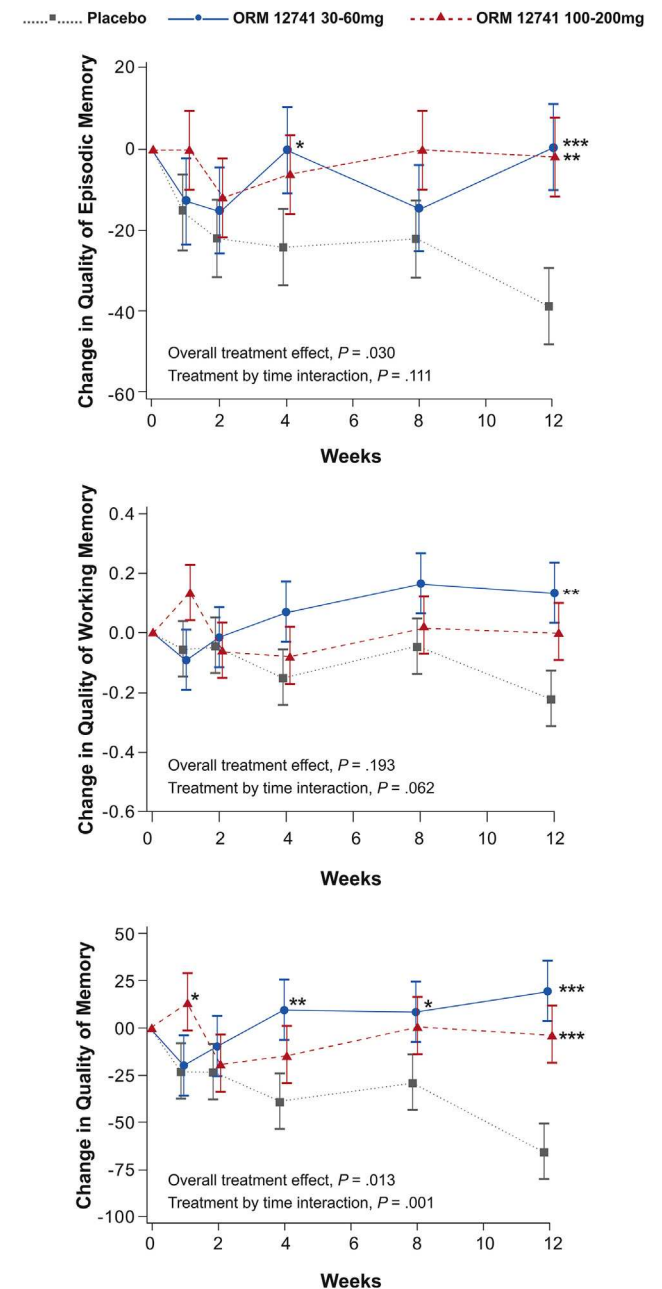 Placebo ORM 12741 30-60mg ORM 12741 100-200mg
Change in Quality of Episodic Memory
20
0
-20
-40
-60
*
***
**
Overall treatment effect, P = .030
Treatment by time interaction, P = .111
0 2 4 6 8 10 12
Weeks
Change in Quality of Working Memory
0.4
0.2
0.0
-0.2
-0.4
-0.6
**
Overall treatment effect, P = .193
Treatment by time interaction, P = .062
0 2 4 6 8 10 12
Weeks
Change in Quality of Memory
50
25
00
-25
-50
-75
-100
*
**
*
***
***
Overall treatment effect, P = .013
Treatment by time interaction, P = .001
0 2 4 6 8 10 12
Weeks